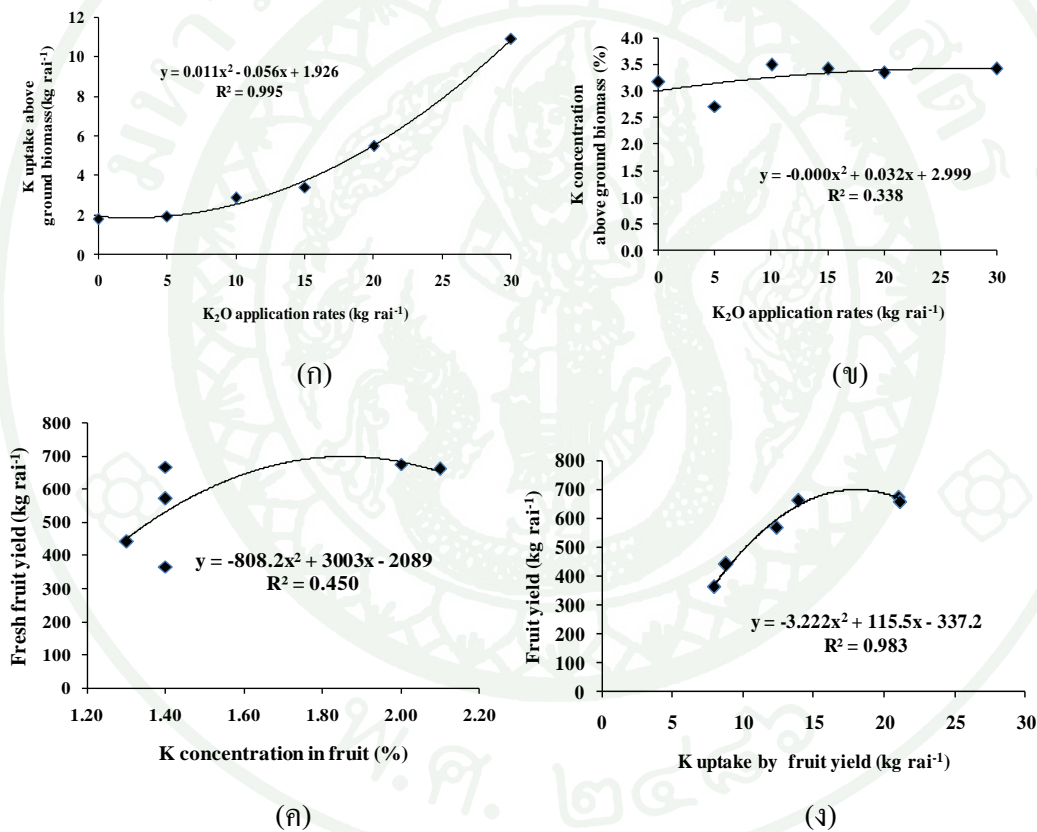 K uptake above
ground biomass(kg rai-1)
12
10
8
6
4
2
0
y = 0.011x² - 0.056x + 1.926
R² = 0.995
0 5 10 15 20 25 30
K₂O application rates (kg rai-1)
(ก)
K concentration
above ground biomass (%)
4.0
3.5
3.0
2.5
2.0
1.5
1.0
0.5
0.0
y = -0.000x² + 0.032x + 2.999
R² = 0.338
0 5 10 15 20 25 30
K₂O application rates (kg rai-1)
(ข)
Fresh fruit yield (kg rai-1)
800
700
600
500
400
300
200
100
0
y = -808.2x² + 3003x - 2089
R² = 0.450
1.20 1.40 1.60 1.80 2.00 2.20
K concentration in fruit (%)
(ค)
Fruit yield (kg rai-1)
800
700
600
500
400
300
200
100
0
y = -3.222x² + 115.5x - 337.2
R² = 0.983
0 5 10 15 20 25 30
K uptake by fruit yield (kg rai-1)
(ง)
พ.ศ. ๒๔๘๖